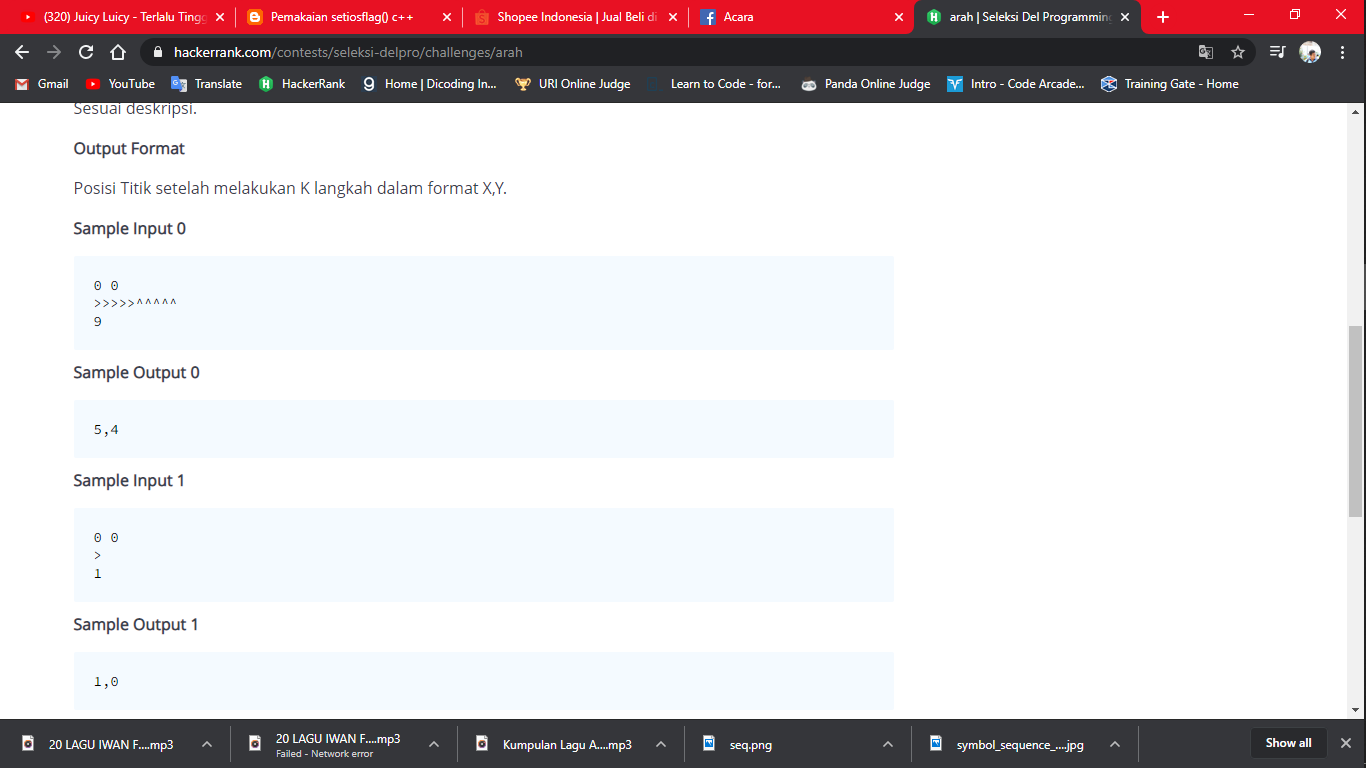 (320) Juicy Luicy - Terlalu Tingg
Pemakaian setiosflag() c++
Shopee Indonesia | Jual Beli di
Acara
arah | Seleksi Del Programming
hackerrank.com/contests/seleksi-delpro/challenges/arah
Gmail
YouTube
Translate
HackerRank
Home | Dicoding In...
URI Online Judge
Learn to Code - for...
Panda Online Judge
Intro - Code Arcade...
Training Gate - Home
Sesuai deskripsi.
Output Format
Posisi Titik setelah melakukan K langkah dalam format X,Y.
Sample Input 0
0 0
>>>>>^^^^^
9
Sample Output 0
5,4
Sample Input 1
0 0
>
1
Sample Output 1
1,0
20 LAGU IWAN F....mp3
20 LAGU IWAN F....mp3
Failed - Network error
Kumpulan Lagu A....mp3
seq.png
symbol_sequence_....jpg
Show all